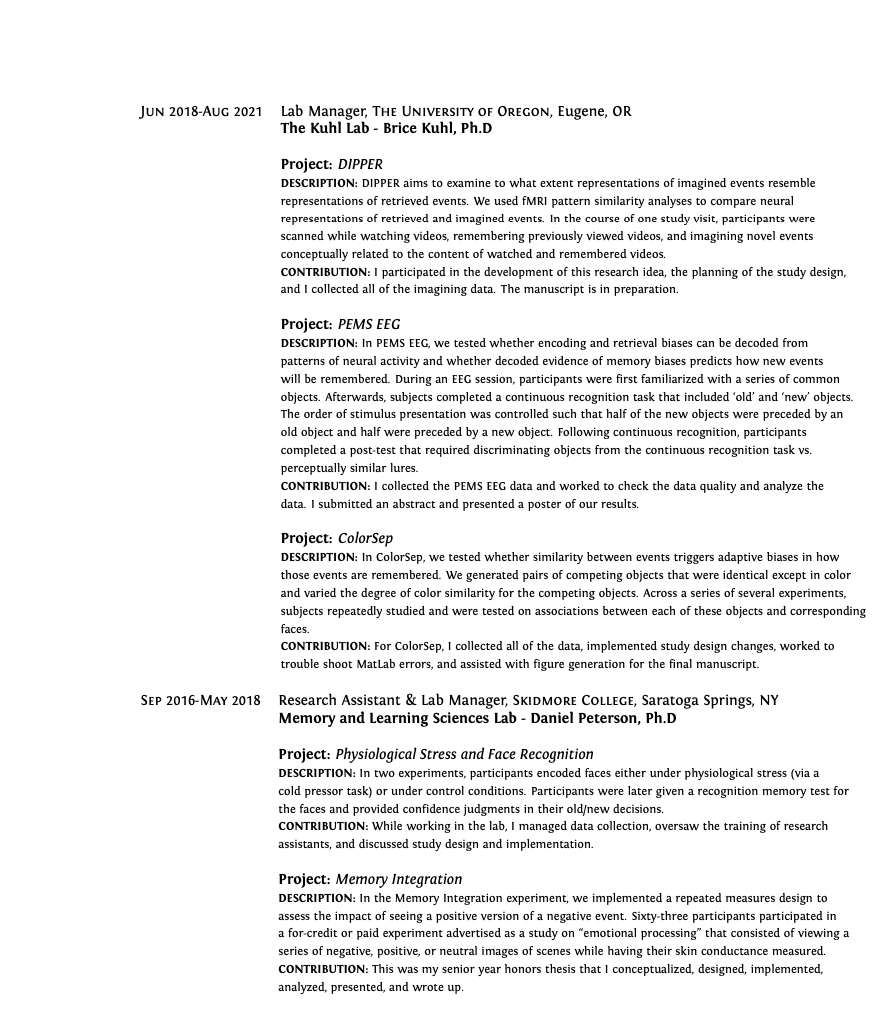 Jun 2018-Aug 2021 Lab Manager, The University of Oregon, Eugene, OR
The Kuhl Lab - Brice Kuhl, Ph.D
Project: DIPPER
DESCRIPTION: DIPPER aims to examine to what extent representations of imagined events resemble
representations of retrieved events. We used fMRI pattern similarity analyses to compare neural
representations of retrieved and imagined events. In the course of one study visit, participants were
scanned while watching videos, remembering previously viewed videos, and imagining novel events
conceptually related to the content of watched and remembered videos.
CONTRIBUTION: I participated in the development of this research idea, the planning of the study design,
and I collected all of the imagining data. The manuscript is in preparation.
Project: PEMS EEG
DESCRIPTION: In PEMS EEG, we tested whether encoding and retrieval biases can be decoded from
patterns of neural activity and whether decoded evidence of memory biases predicts how new events
will be remembered. During an EEG session, participants were first familiarized with a series of common
objects. Afterwards, subjects completed a continuous recognition task that included ‘old’ and ‘new’ objects.
The order of stimulus presentation was controlled such that half of the new objects were preceded by an
old object and half were preceded by a new object. Following continuous recognition, participants
completed a post-test that required discriminating objects from the continuous recognition task vs.
perceptually similar lures.
CONTRIBUTION: I collected the PEMS EEG data and worked to check the data quality and analyze the
data. I submitted an abstract and presented a poster of our results.
Project: ColorSep
DESCRIPTION: In ColorSep, we tested whether similarity between events triggers adaptive biases in how
those events are remembered. We generated pairs of competing objects that were identical except in color
and varied the degree of color similarity for the competing objects. Across a series of several experiments,
subjects repeatedly studied and were tested on associations between each of these objects and corresponding
faces.
CONTRIBUTION: For ColorSep, I collected all of the data, implemented study design changes, worked to
trouble shoot MatLab errors, and assisted with figure generation for the final manuscript.
Sep 2016-May 2018 Research Assistant & Lab Manager, Skidmore College, Saratoga Springs, NY
Memory and Learning Sciences Lab - Daniel Peterson, Ph.D
Project: Physiological Stress and Face Recognition
DESCRIPTION: In two experiments, participants encoded faces either under physiological stress (via a
cold pressor task) or under control conditions. Participants were later given a recognition memory test for
the faces and provided confidence judgments in their old/new decisions.
CONTRIBUTION: While working in the lab, I managed data collection, oversaw the training of research
assistants, and discussed study design and implementation.
Project: Memory Integration
DESCRIPTION: In the Memory Integration experiment, we implemented a repeated measures design to
assess the impact of seeing a positive version of a negative event. Sixty-three participants participated in
a for-credit or paid experiment advertised as a study on “emotional processing” that consisted of viewing a
series of negative, positive, or neutral images of scenes while having their skin conductance measured.
CONTRIBUTION: This was my senior year honors thesis that I conceptualized, designed, implemented,
analyzed, presented, and wrote up.